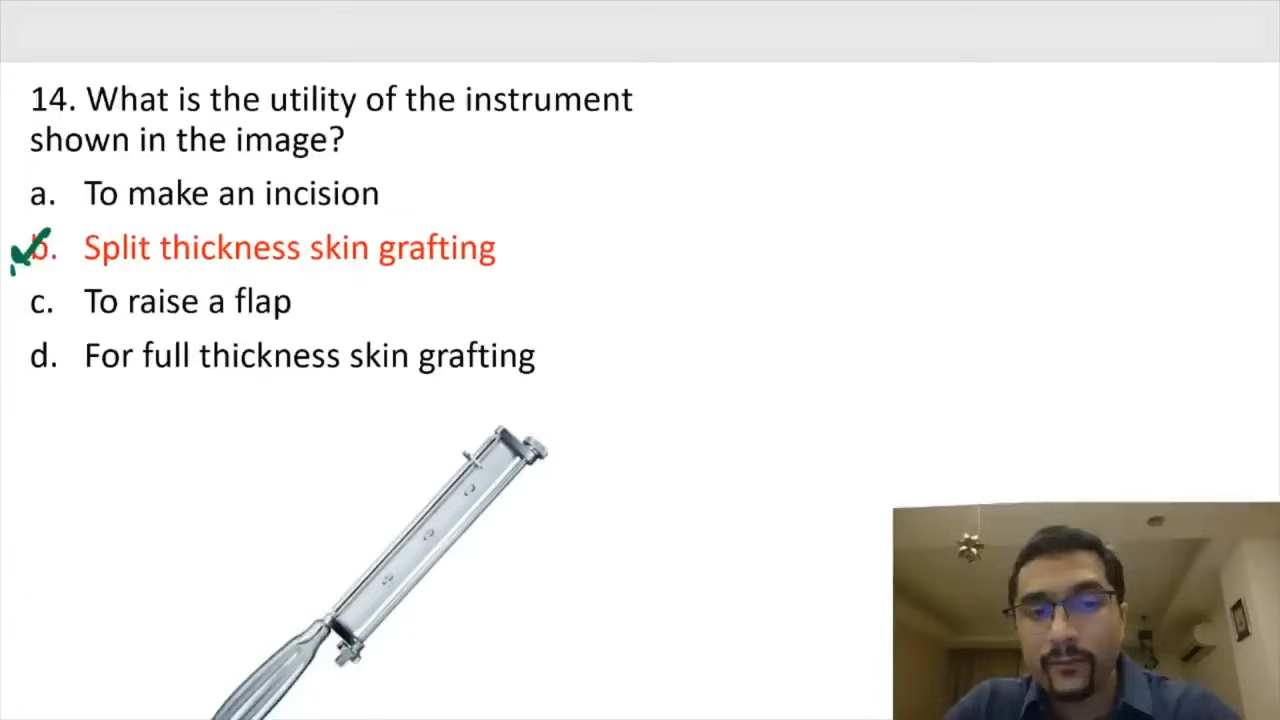 14. What is the utility of the instrument
shown in the image?
a. To make an incision
b. Split thickness skin grafting
c. To raise a flap
d. For full thickness skin grafting